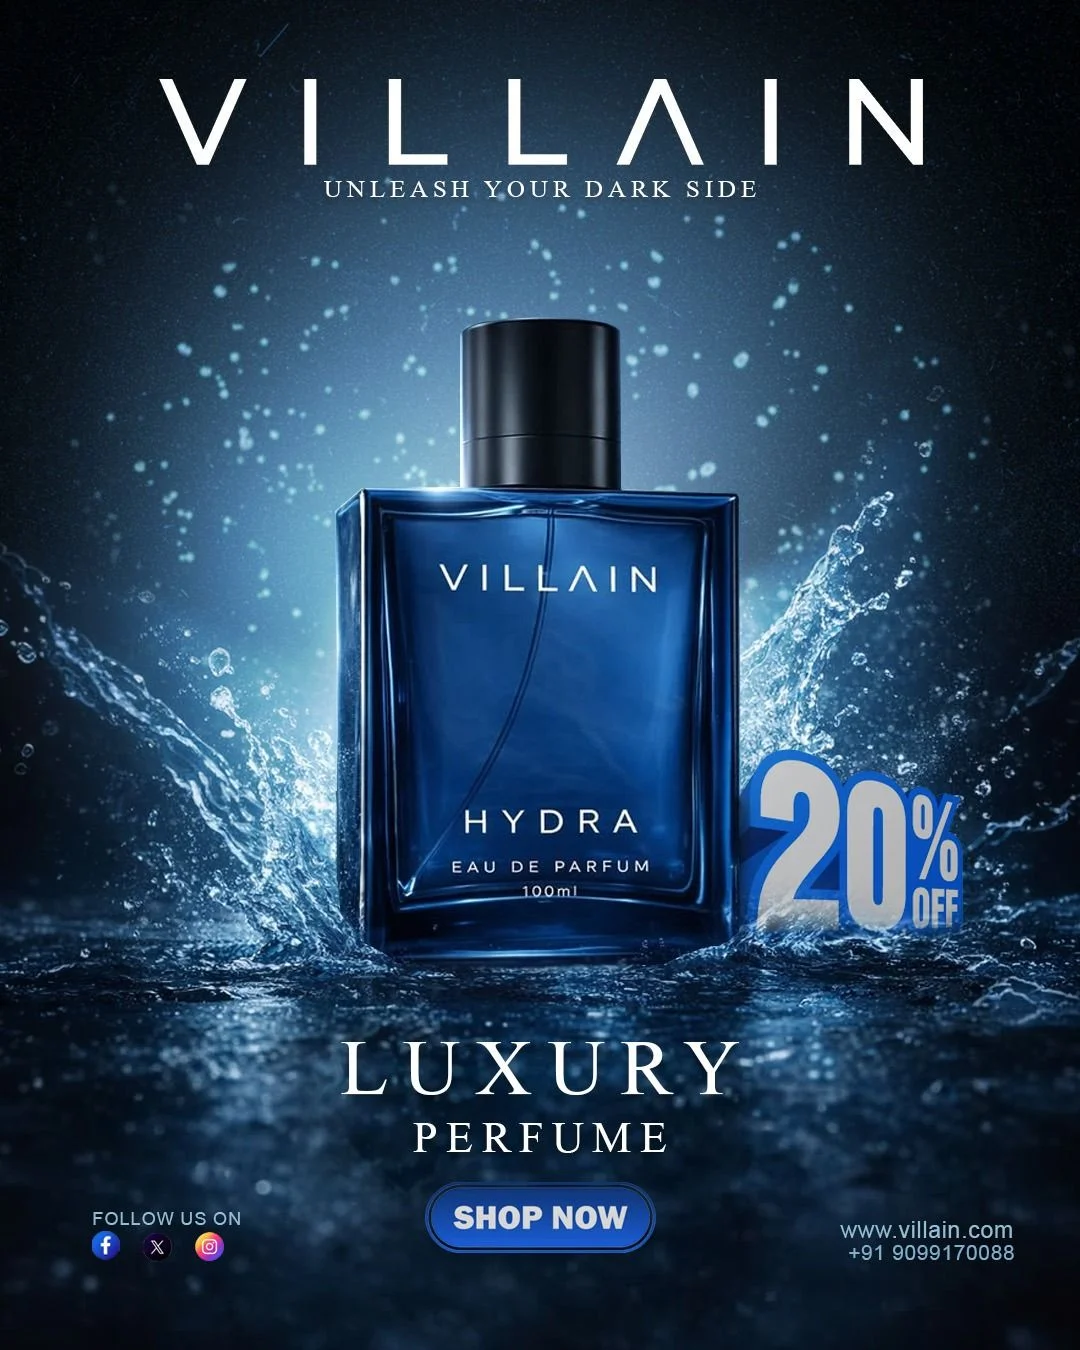 VILLAIN
UNLEASH YOUR DARK SIDE
VILLAIN
HYDRA
EAU DE PARFUM
100ml
20% OFF
LUXURY
PERFUME
SHOP NOW
FOLLOW US ON
www.villain.com
+91 9099170088